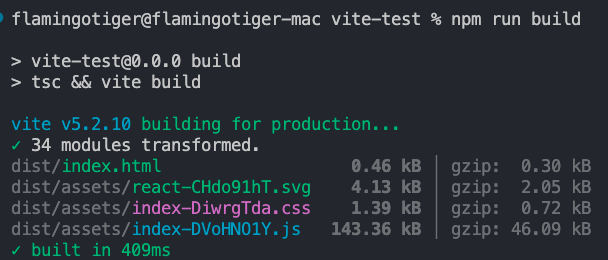 flamingotiger@flamingotiger-mac vite-test % npm run build
> vite-test@0.0.0 build
> tsc && vite build
vite v5.2.10 building for production...
✓ 34 modules transformed.
dist/index.html                   0.46 kB │ gzip:  0.30 kB
dist/assets/react-CHdo91hT.svg    4.13 kB │ gzip:  2.05 kB
dist/assets/index-DiwrgTda.css    1.39 kB │ gzip:  0.72 kB
dist/assets/index-DVoHNO1Y.js   143.36 kB │ gzip: 46.09 kB
✓ built in 409ms